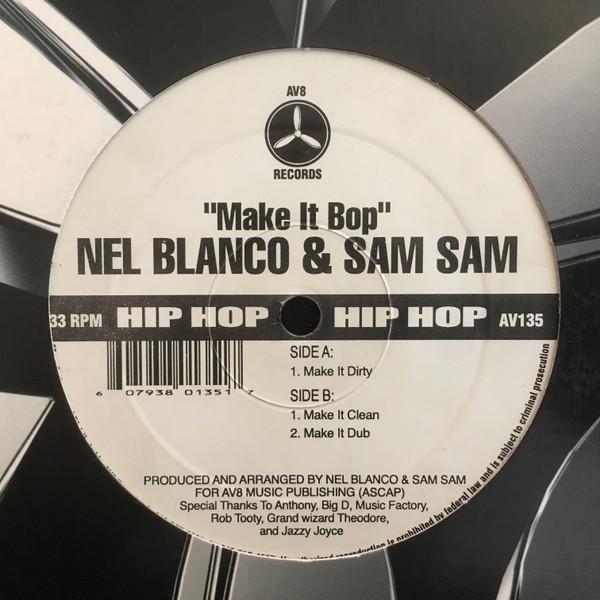 AV8
RECORDS
"Make It Bop"
NEL BLANCO & SAM SAM
33 RPM HIP HOP HIP HOP AV135
SIDE A:
1. Make It Dirty
SIDE B:
1. Make It Clean
2. Make It Dub
6 07938 01351 7
PRODUCED AND ARRANGED BY NEL BLANCO & SAM SAM
FOR AV8 MUSIC PUBLISHING (ASCAP)
Special Thanks To Anthony, Big D, Music Factory,
Rob Tooty, Grand wizard Theodore,
and Jazzy Joyce
reproduction is prohibited by federal law and is subject to criminal prosecution